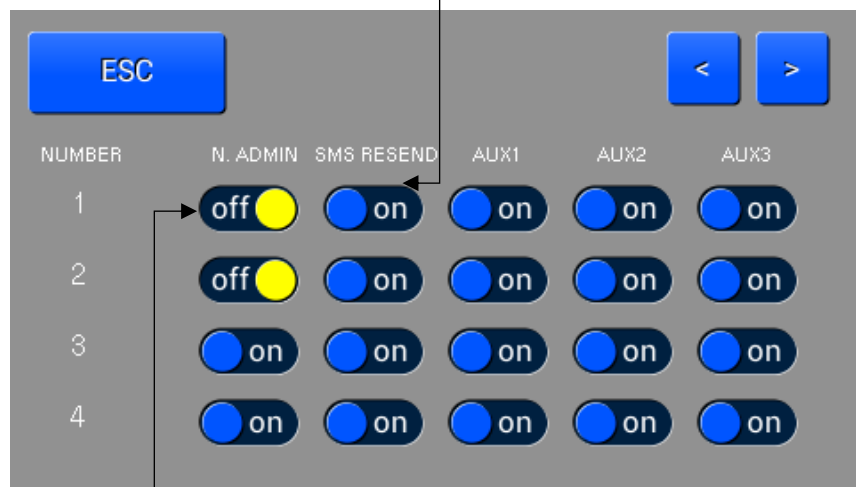 ESC < >
NUMBER N. ADMIN SMS RESEND AUX1 AUX2 AUX3
1 off on on on on
2 off on on on on
3 on on on on on
4 on on on on on